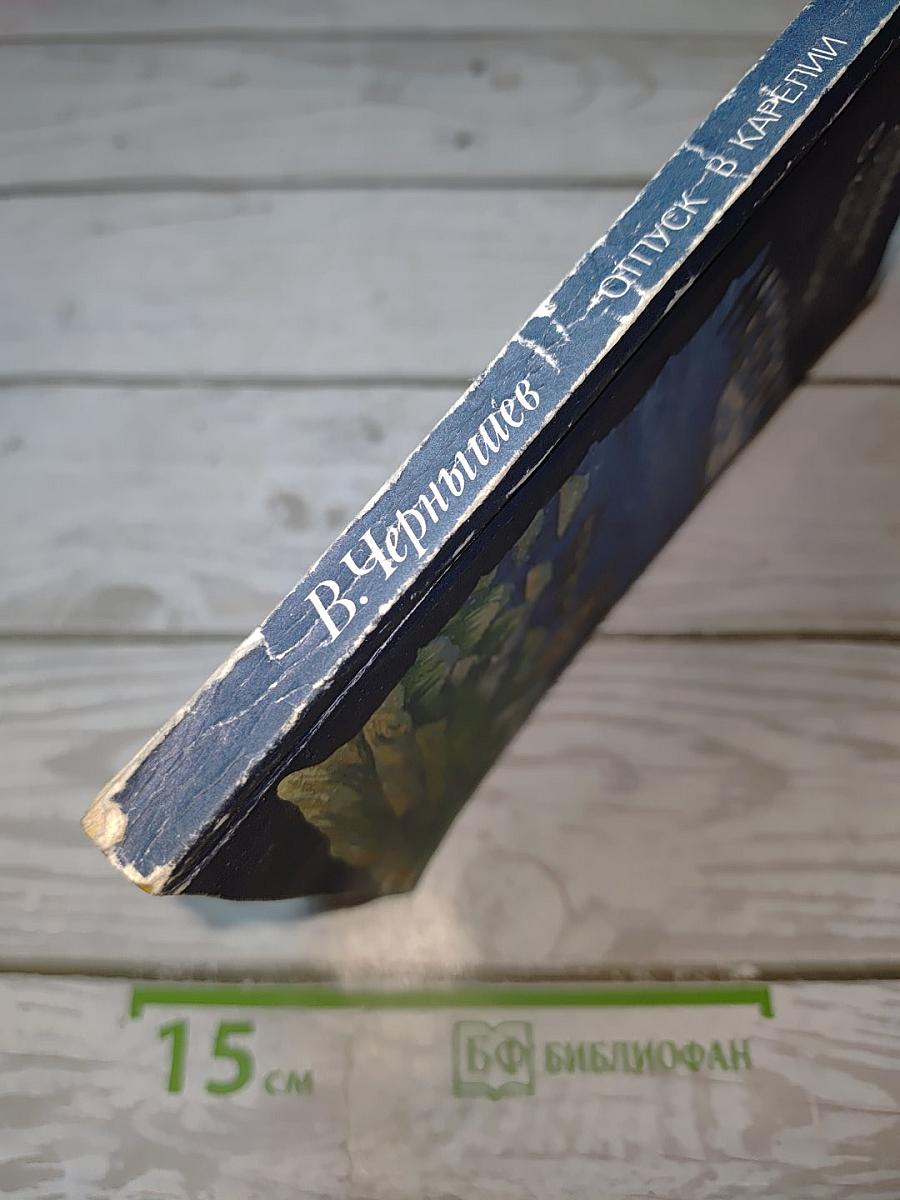 В. Чернышев
ОТПУСК В КАРЕЛИИ
15 см
БФ БИБЛИОФАН